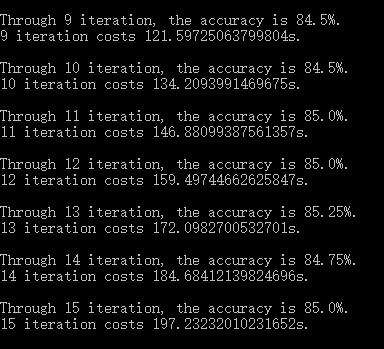 Through 9 iteration, the accuracy is 84.5%.
9 iteration costs 121.59725063799804s.
Through 10 iteration, the accuracy is 84.5%.
10 iteration costs 134.2093991469675s.
Through 11 iteration, the accuracy is 85.0%.
11 iteration costs 146.88099387561357s.
Through 12 iteration, the accuracy is 85.0%.
12 iteration costs 159.49744662625847s.
Through 13 iteration, the accuracy is 85.25%.
13 iteration costs 172.0982700532701s.
Through 14 iteration, the accuracy is 84.75%.
14 iteration costs 184.68412139824696s.
Through 15 iteration, the accuracy is 85.0%.
15 iteration costs 197.23232010231652s.